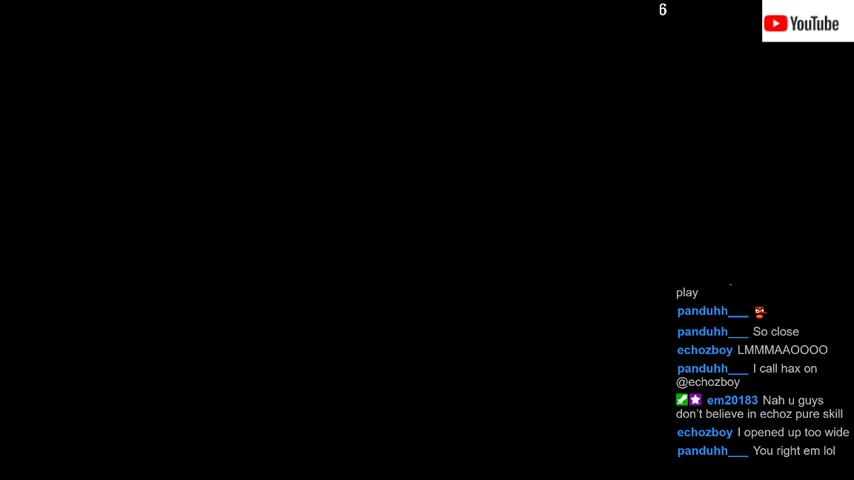 6
YouTube
play
panduhh___
panduhh___ So close
echozboy LMMMAAOOOO
panduhh___ I call hax on
@echozboy
em20183 Nah u guys
don't believe in echoz pure skill
echozboy I opened up too wide
panduhh___ You right em lol